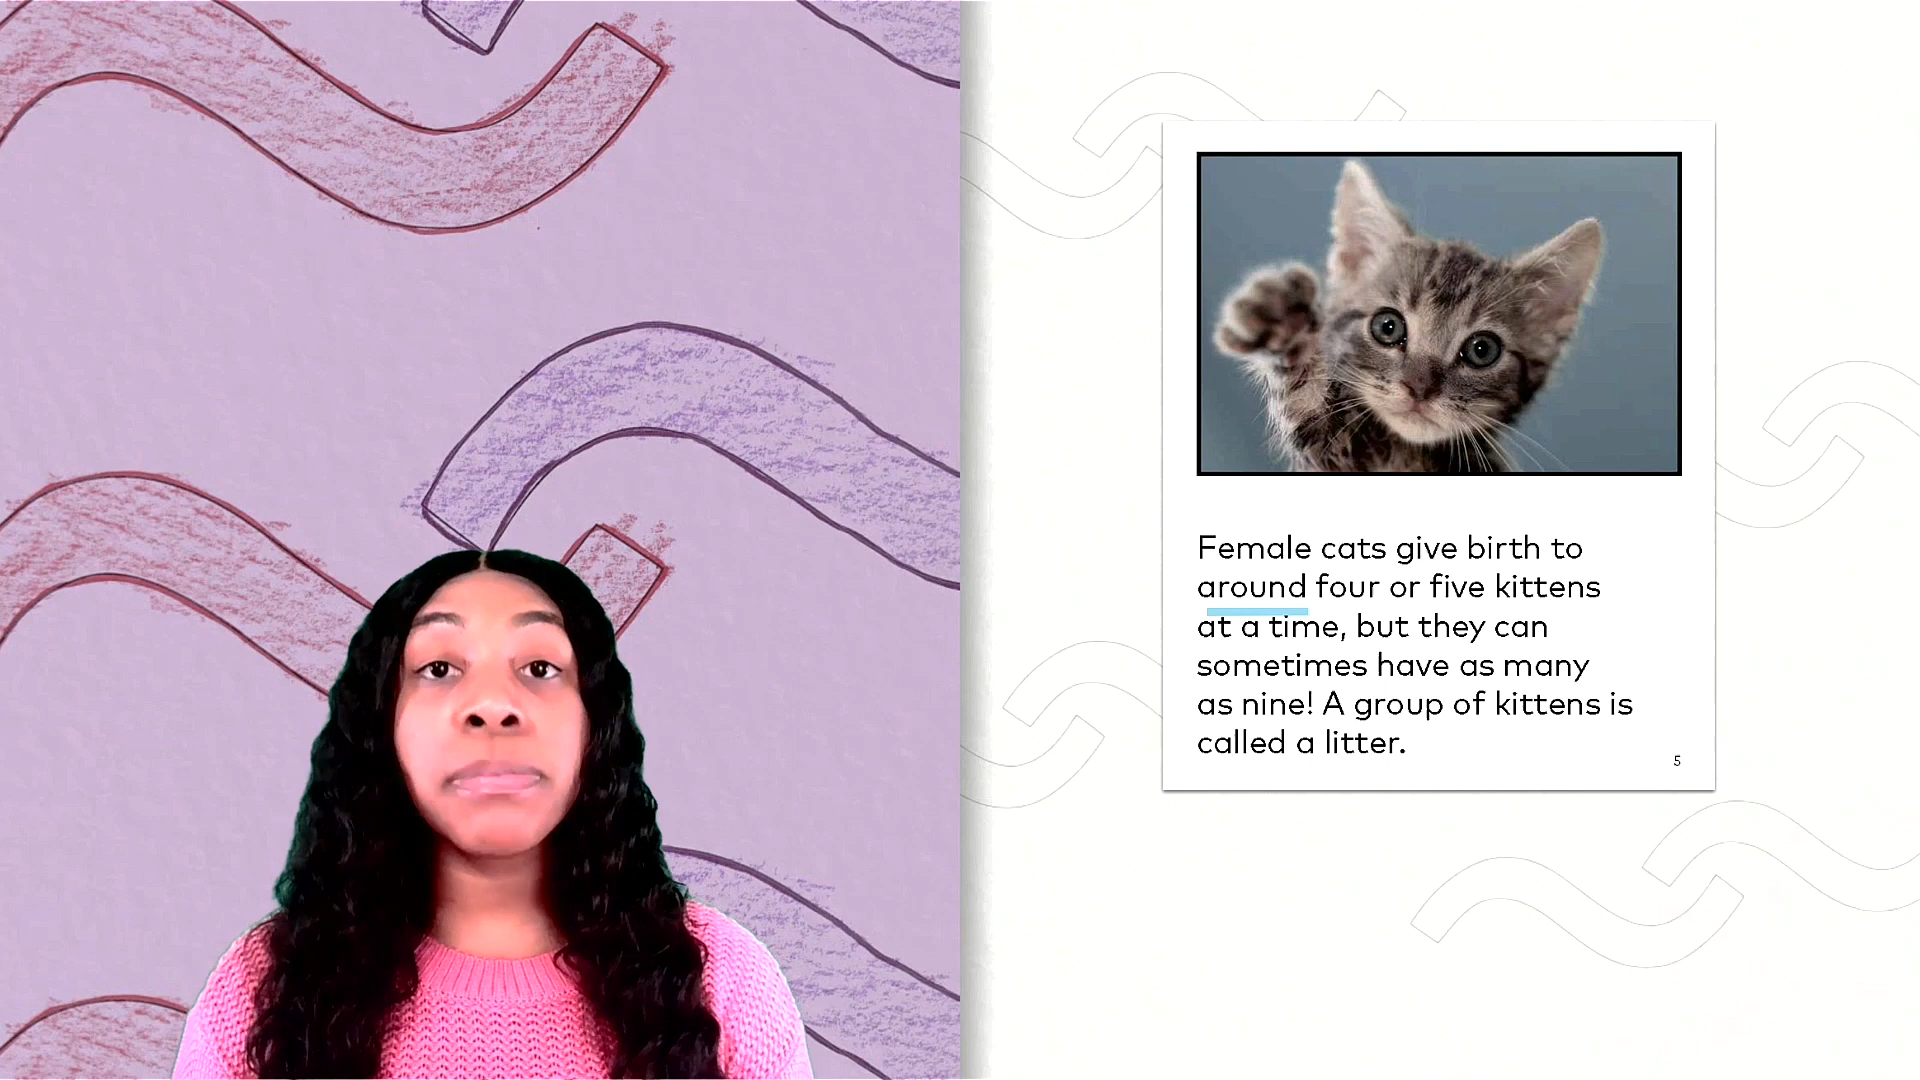 Female cats give birth to
around four or five kittens
at a time, but they can
sometimes have as many
as nine! A group of kittens is
called a litter.
5